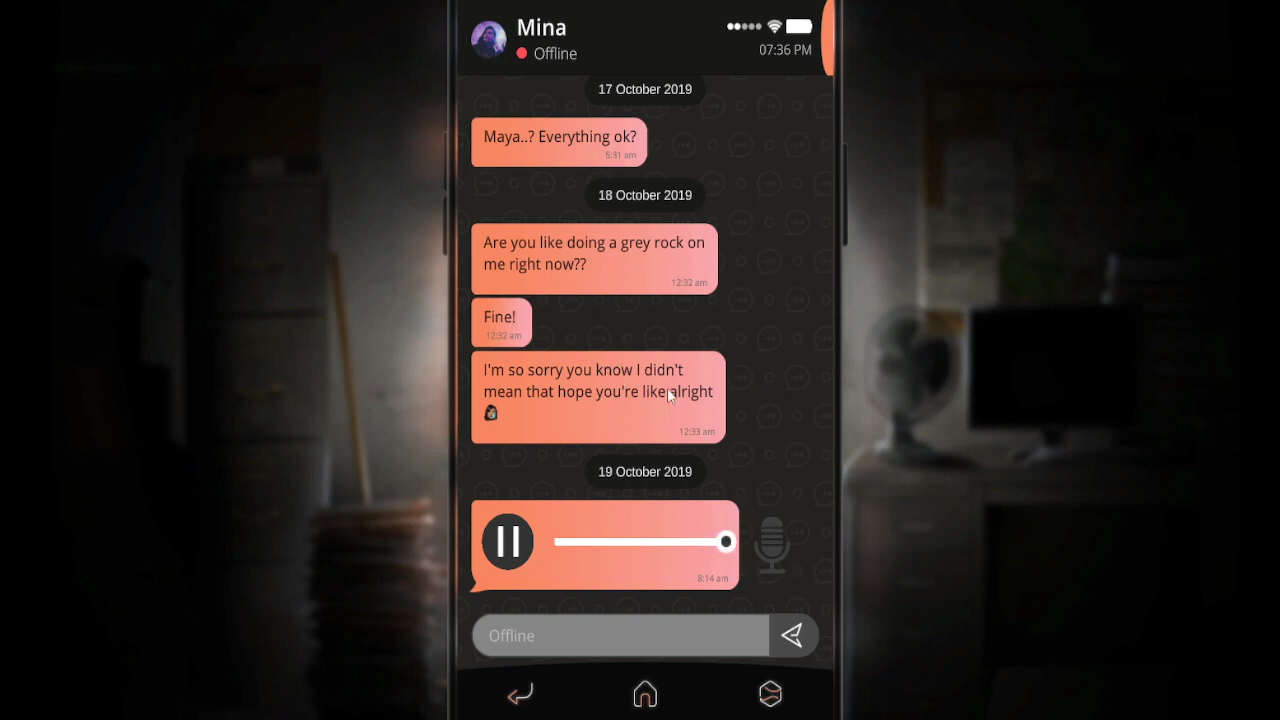 Mina
Offline
07:36 PM
17 October 2019
Maya..? Everything ok?
5:31 am
18 October 2019
Are you like doing a grey rock on
me right now??
12:32 am
Fine!
12:32 am
I'm so sorry you know I didn't
mean that hope you're like alright
12:33 am
19 October 2019
8:14 am
Offline